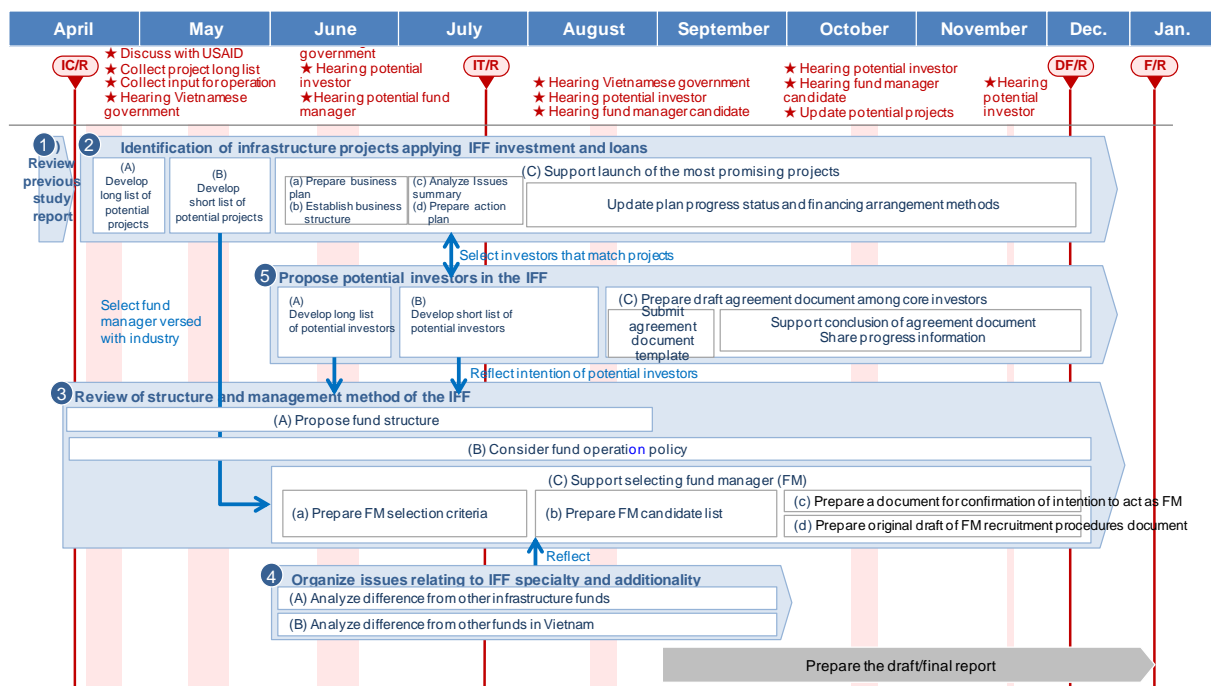 April May June July August September October November Dec. Jan.
IC/R
★ Discuss with USAID
★ Collect project long list
★ Collect input for operation
★ Hearing Vietnamese
government
government
★ Hearing potential
investor
★Hearing potential fund
manager
IT/R
★ Hearing Vietnamese government
★ Hearing potential investor
★ Hearing fund manager candidate
★ Hearing potential investor
★ Hearing fund manager
candidate
★ Update potential projects
★Hearing
potential
investor
DF/R
F/R
1 )
Review
previous
study
report
2 Identification of infrastructure projects applying IFF investment and loans
(A)
Develop
long list of
potential
projects
(B)
Develop
short list of
potential projects
(C) Support launch of the most promising projects
(a) Prepare business
plan
(b) Establish business
structure
(c) Analyze Issues
summary
(d) Prepare action
plan
Update plan progress status and financing arrangement methods
Select investors that match projects
5 Propose potential investors in the IFF
(A)
Develop long list
of potential investors
(B)
Develop short list of
potential investors
(C) Prepare draft agreement document among core investors
Submit
agreement
document
template
Support conclusion of agreement document
Share progress information
Select fund
manager versed
with industry
Reflect intention of potential investors
3 Review of structure and management method of the IFF
(A) Propose fund structure
(B) Consider fund operation policy
(C) Support selecting fund manager (FM)
(a) Prepare FM selection criteria
(b) Prepare FM candidate list
(c) Prepare a document for confirmation of intention to act as FM
(d) Prepare original draft of FM recruitment procedures document
Reflect
4 Organize issues relating to IFF specialty and additionality
(A) Analyze difference from other infrastructure funds
(B) Analyze difference from other funds in Vietnam
Prepare the draft/final report